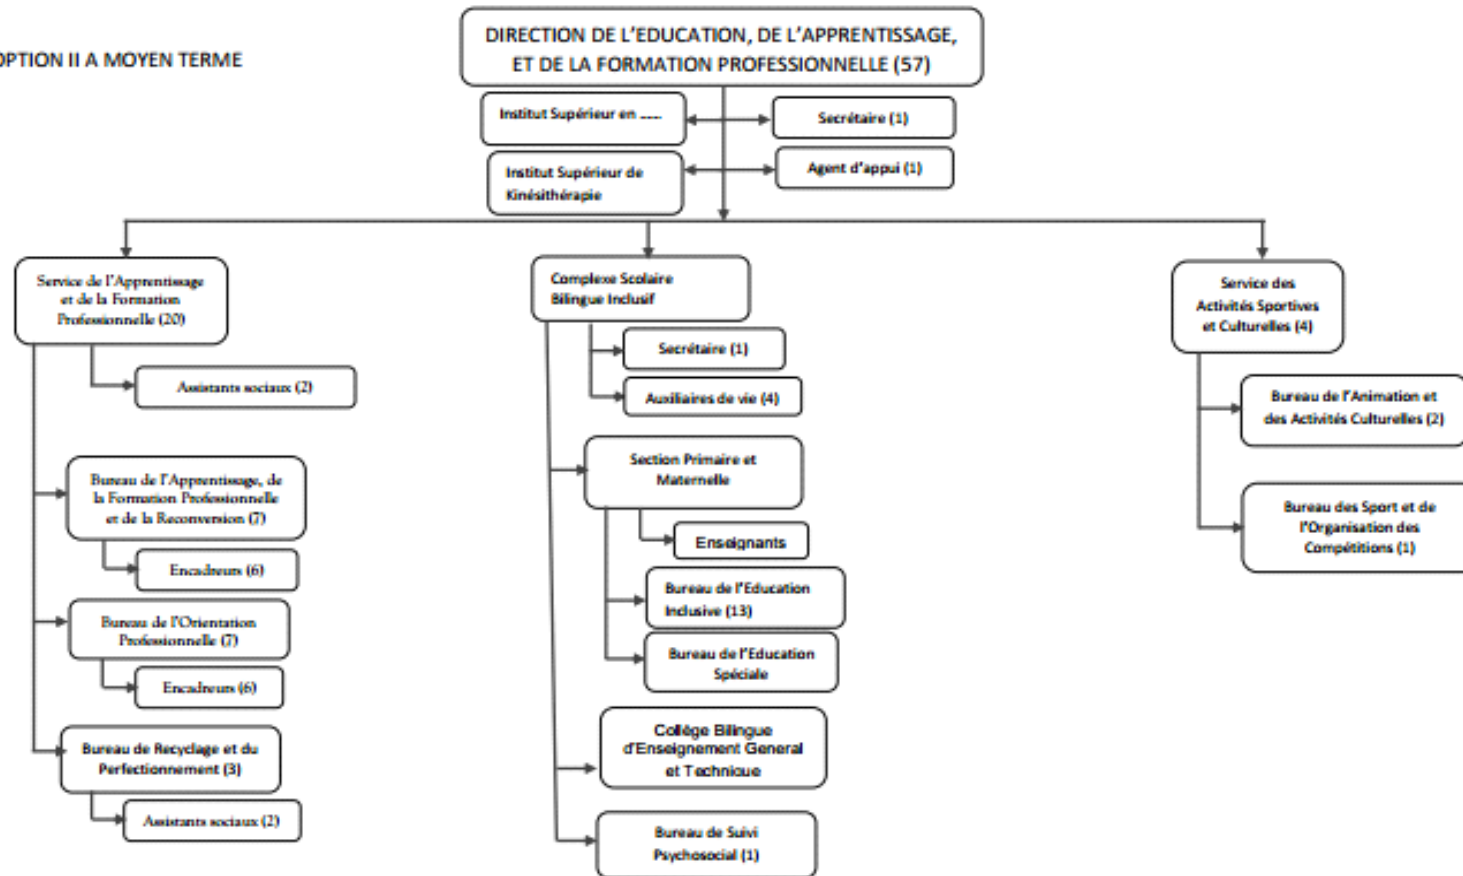 OPTION II A MOYEN TERME
DIRECTION DE L'EDUCATION, DE L'APPRENTISSAGE,
ET DE LA FORMATION PROFESSIONNELLE (57)
Institut Supérieur en ......
Secrétaire (1)
Institut Supérieur de
Kinésithérapie
Agent d'appui (1)
Service de l'Apprentissage
et de la Formation
Professionnelle (20)
Assistants sociaux (2)
Bureau de l'Apprentissage, de
la Formation Professionnelle
et de la Reconversion (7)
Encadreurs (6)
Bureau de l'Orientation
Professionnelle (7)
Encadreurs (6)
Bureau de Recyclage et du
Perfectionnement (3)
Assistants sociaux (2)
Complexe Scolaire
Bilingue Inclusif
Secrétaire (1)
Auxiliaires de vie (4)
Section Primaire et
Maternelle
Enseignants
Bureau de l'Education
Inclusive (13)
Bureau de l'Education
Spéciale
Collège Bilingue
d'Enseignement General
et Technique
Bureau de Suivi
Psychosocial (1)
Service des
Activités Sportives
et Culturelles (4)
Bureau de l'Animation et
des Activités Culturelles (2)
Bureau des Sport et de
l'Organisation des
Compétitions (1)